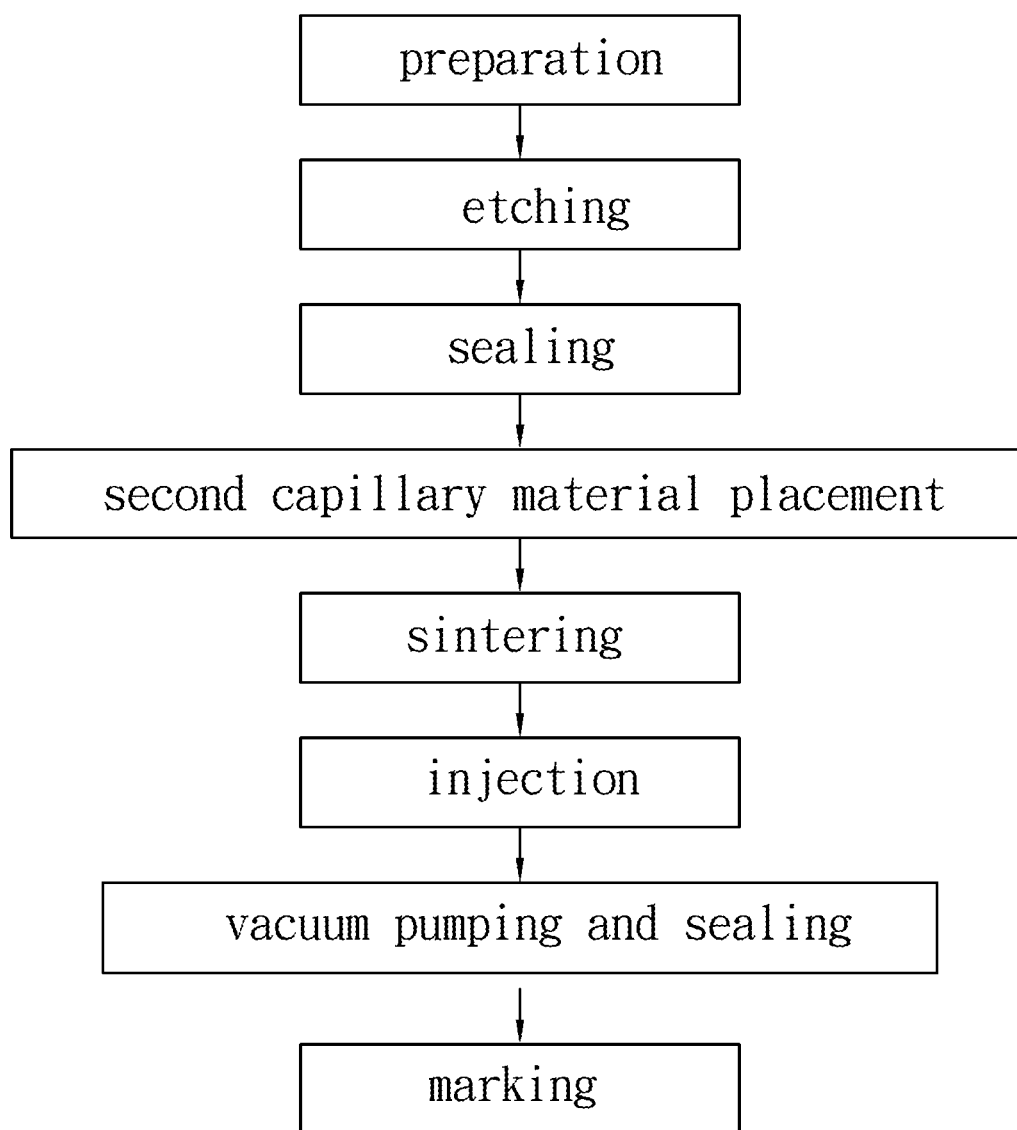 preparation
etching
sealing
second capillary material placement
sintering
injection
vacuum pumping and sealing
marking